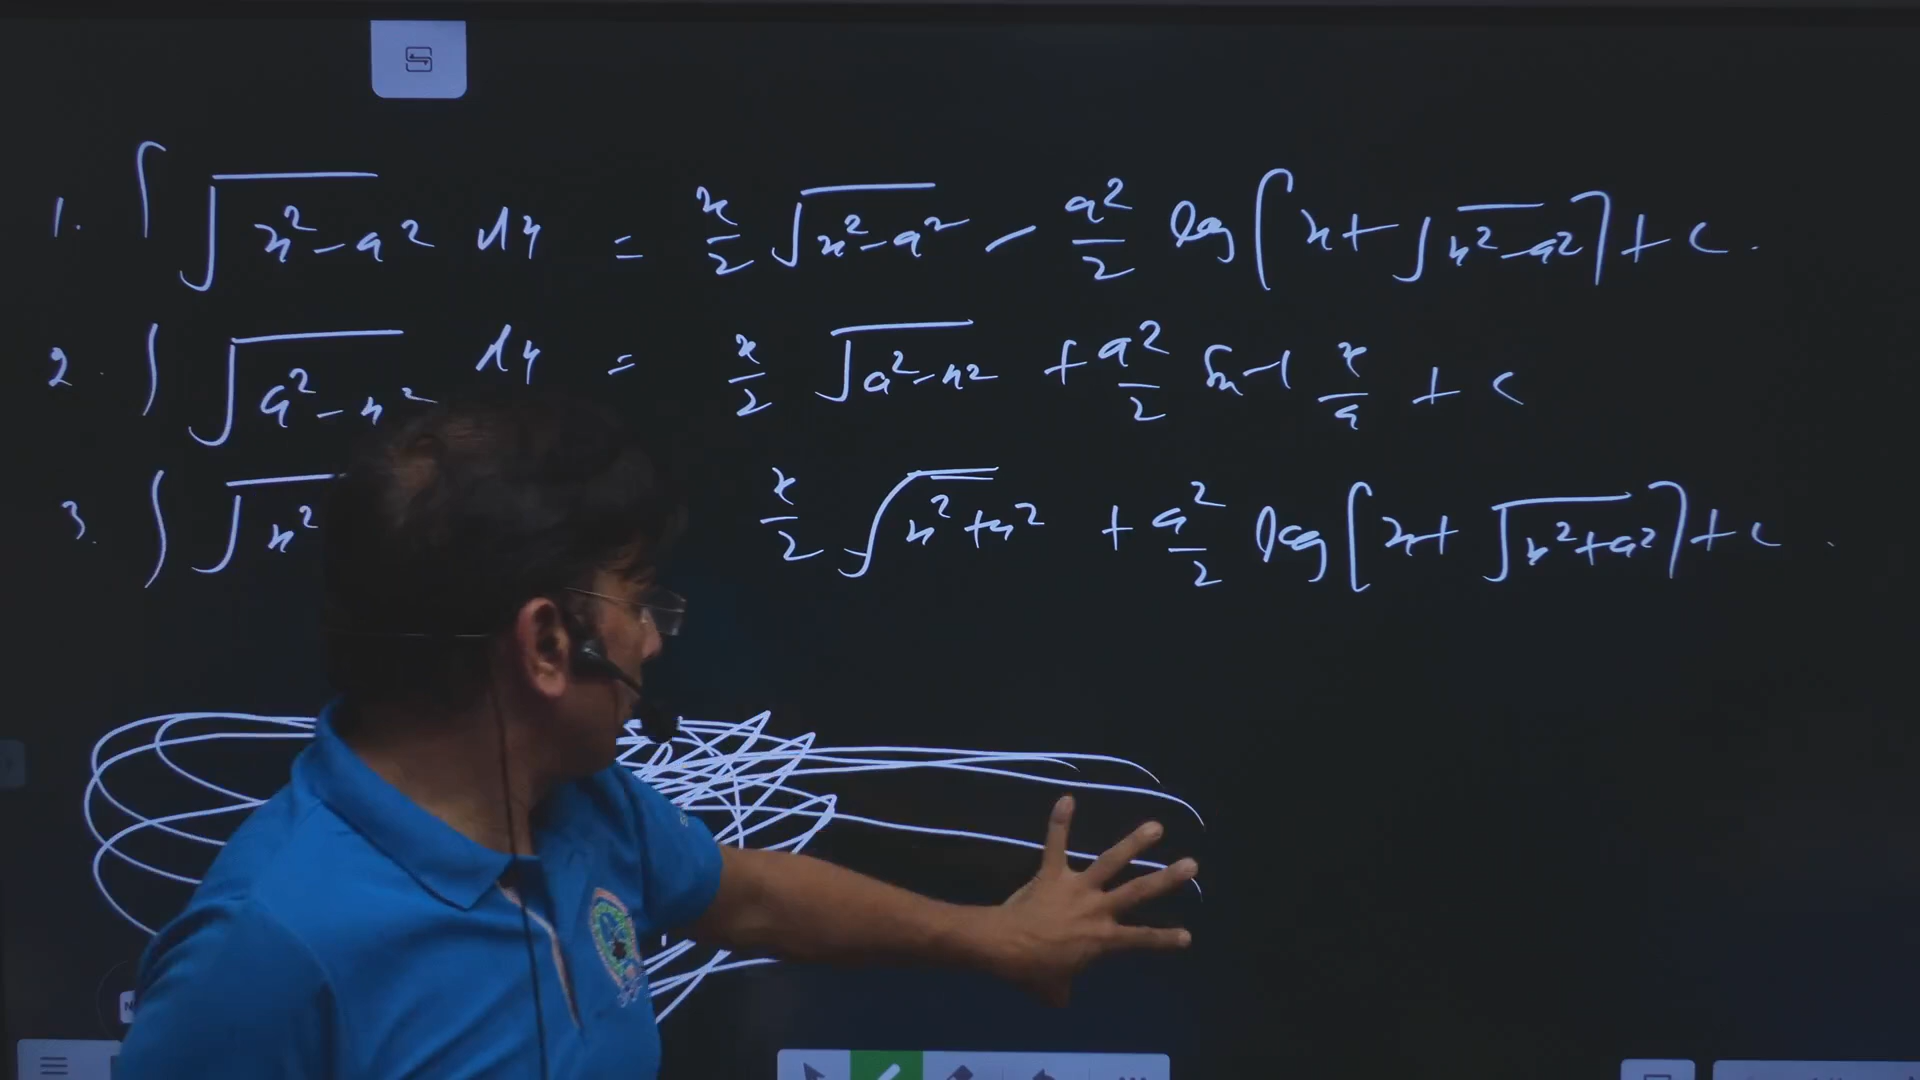 1. ∫ √x²-a² dx = x/2 √x²-a² - a²/2 log [x + √x²-a²] + c.
2. ∫ √a²-x² dx = x/2 √a²-x² + a²/2 sin-1 x/a + c
3. ∫ √x² x/2 √x²+a² + a²/2 log [x + √x²+a²] + c.